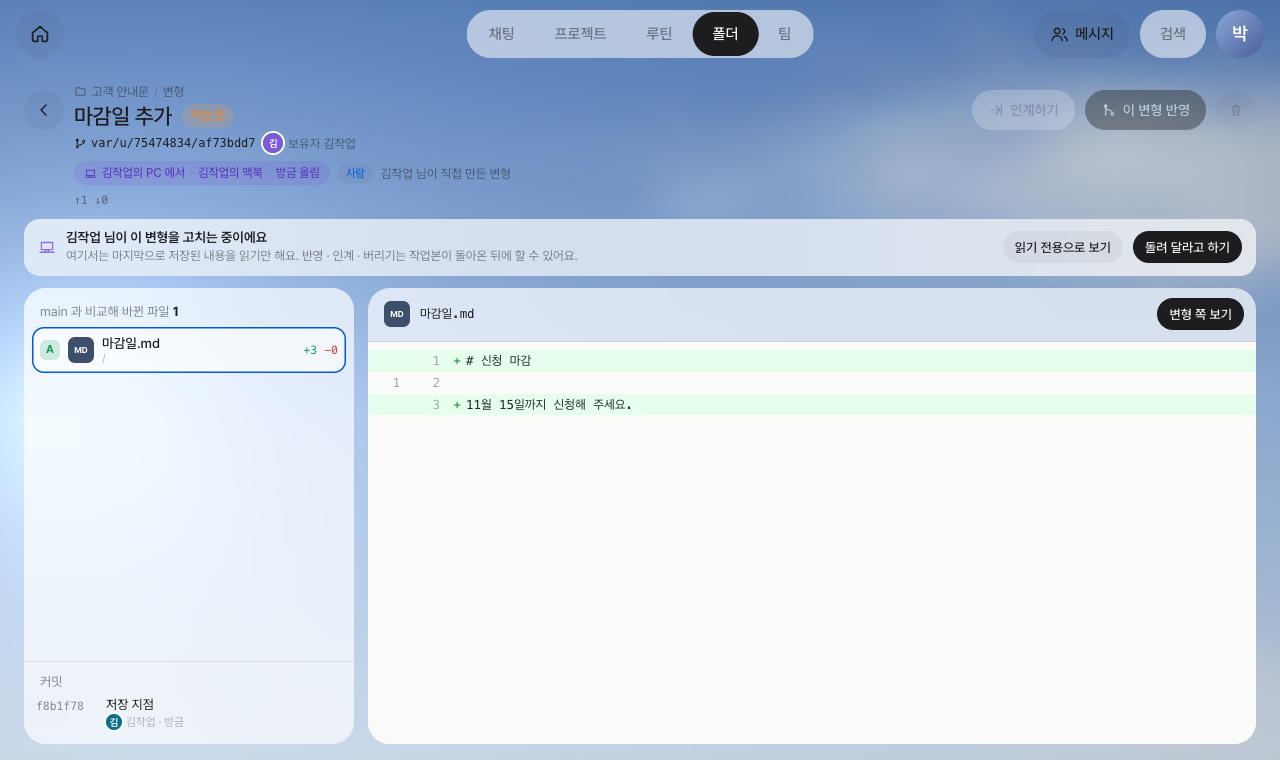 채팅
프로젝트
루틴
폴더
팀
메시지
검색
박
고객 안내문 / 변형
마감일 추가
인계하기
이 변형 반영
var/u/75474834/af73bdd7
김
보유자 김작업
김작업의 PC 에서 · 김작업의 맥북 · 방금 올림
사람
김작업 님이 직접 만든 변형
↑1 ↓0
김작업 님이 이 변형을 고치는 중이에요
여기서는 마지막으로 저장된 내용을 읽기만 해요. 반영 · 인계 · 버리기는 작업본이 돌아온 뒤에 할 수 있어요.
읽기 전용으로 보기
돌려 달라고 하기
main 과 비교해 바뀐 파일 1
A
MD
마감일.md
/
+3 −0
MD
마감일.md
변형 쪽 보기
1 + # 신청 마감
1 2
3 + 11월 15일까지 신청해 주세요.
커밋
f8b1f78
저장 지점
김
김작업 · 방금